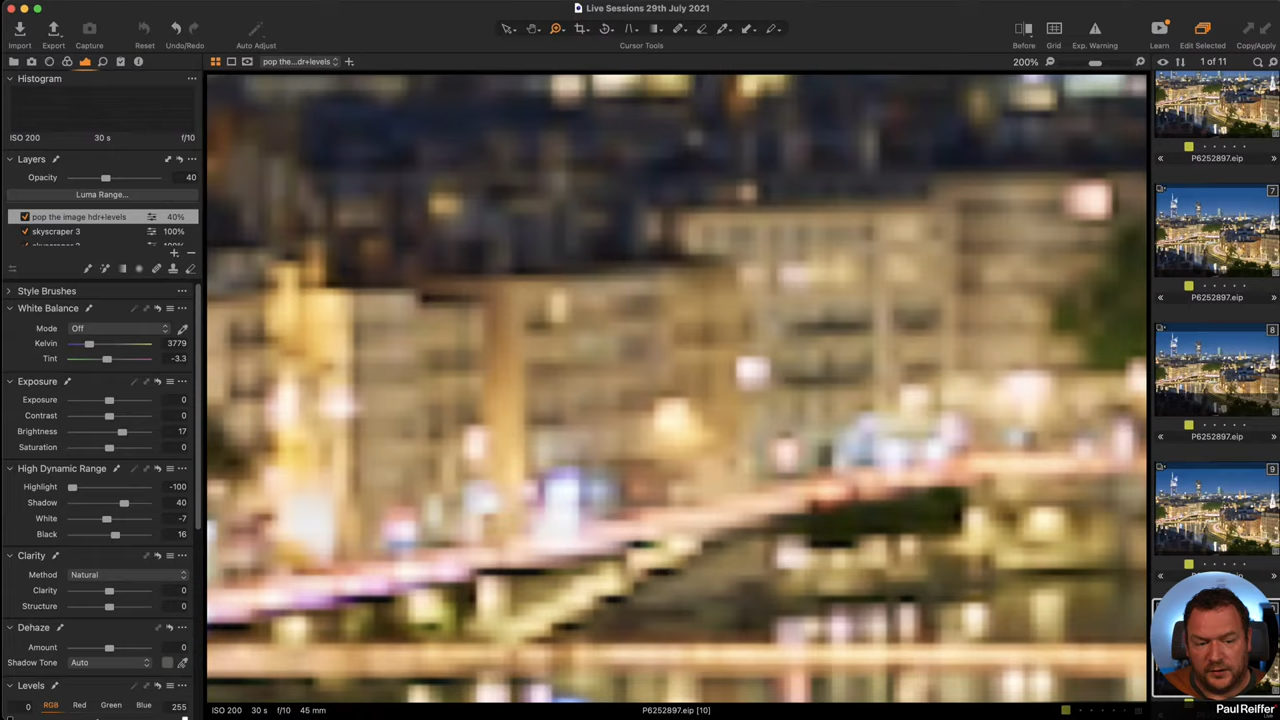 Live Sessions 29th July 2021
Import
Export
Capture
Reset
Undo/Redo
Auto Adjust
Cursor Tools
Before
Grid
Exp. Warning
Learn
Edit Selected
Copy/Apply
pop the...dr+levels
200%
1 of 11
Histogram
ISO 200
30 s
f/10
Layers
Opacity
40
Luma Range...
pop the image hdr+levels 40%
skyscraper 3 100%
Style Brushes
White Balance
Mode Off
Kelvin 3779
Tint -3.3
Exposure
Exposure 0
Contrast 0
Brightness 17
Saturation 0
High Dynamic Range
Highlight -100
Shadow 40
White -7
Black 16
Clarity
Method Natural
Clarity 0
Structure 0
Dehaze
Amount 0
Shadow Tone Auto
Levels
0 RGB Red Green Blue 255
ISO 200 30 s f/10 45 mm
P6252897.eip [10]
P6252897.eip
7
P6252897.eip
8
P6252897.eip
9
Paul Reiffer